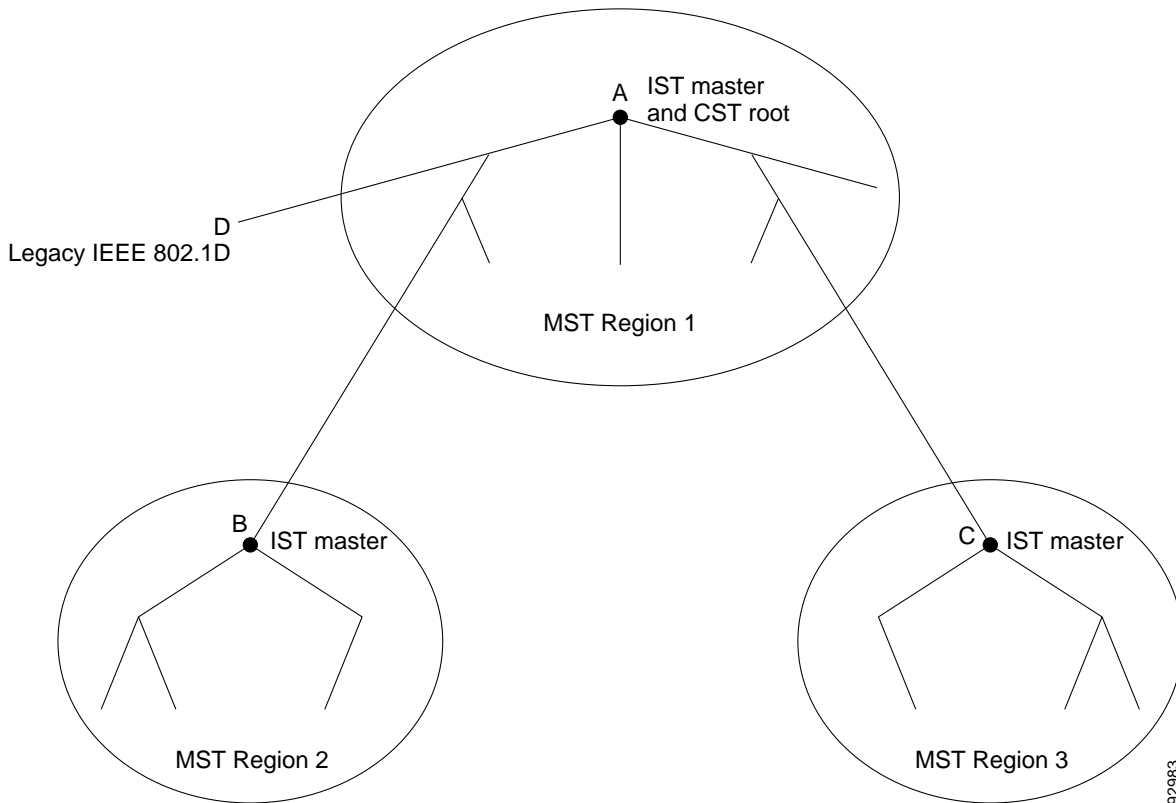 A
IST master
and CST root
D
Legacy IEEE 802.1D
MST Region 1
B
IST master
C
IST master
MST Region 2
MST Region 3
92983